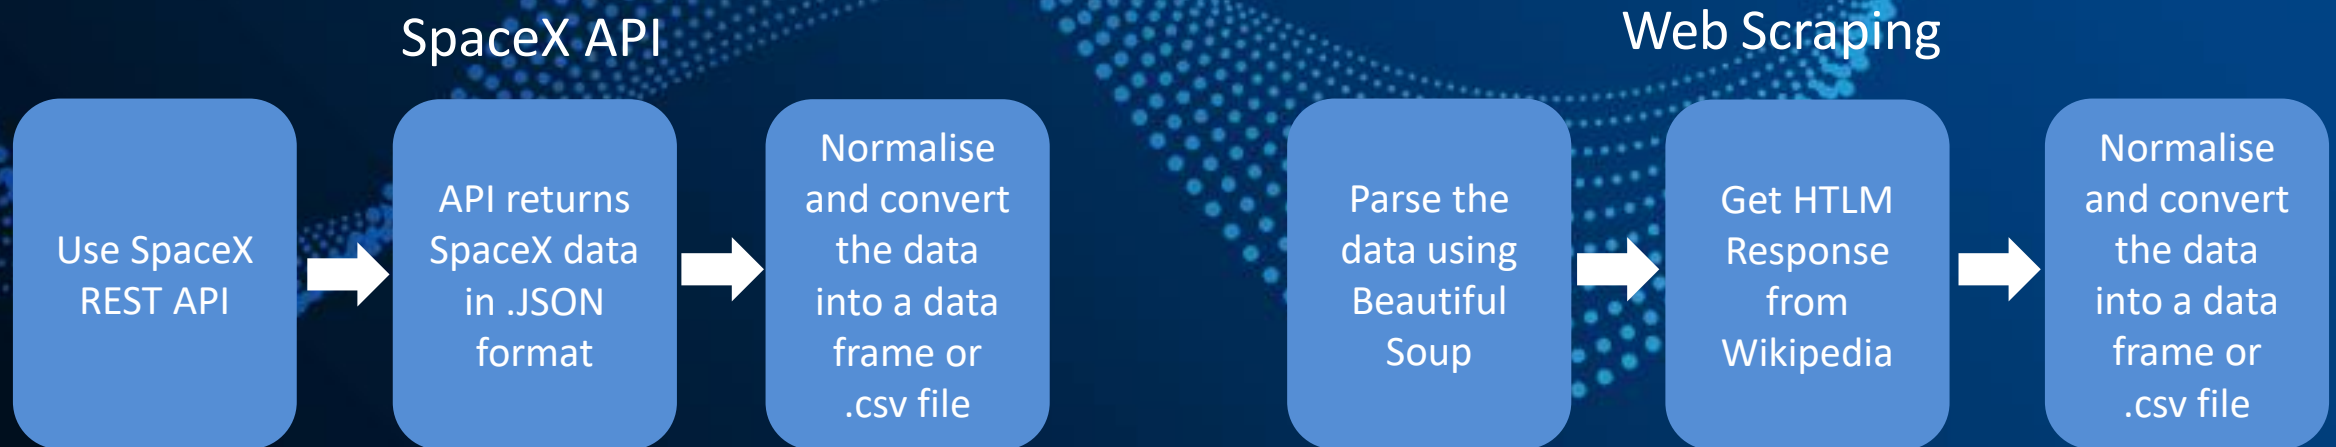 SpaceX API
Use SpaceX
REST API
API returns
SpaceX data
in .JSON
format
Normalise
and convert
the data
into a data
frame or
.csv file
Web Scraping
Parse the
data using
Beautiful
Soup
Get HTLM
Response
from
Wikipedia
Normalise
and convert
the data
into a data
frame or
.csv file